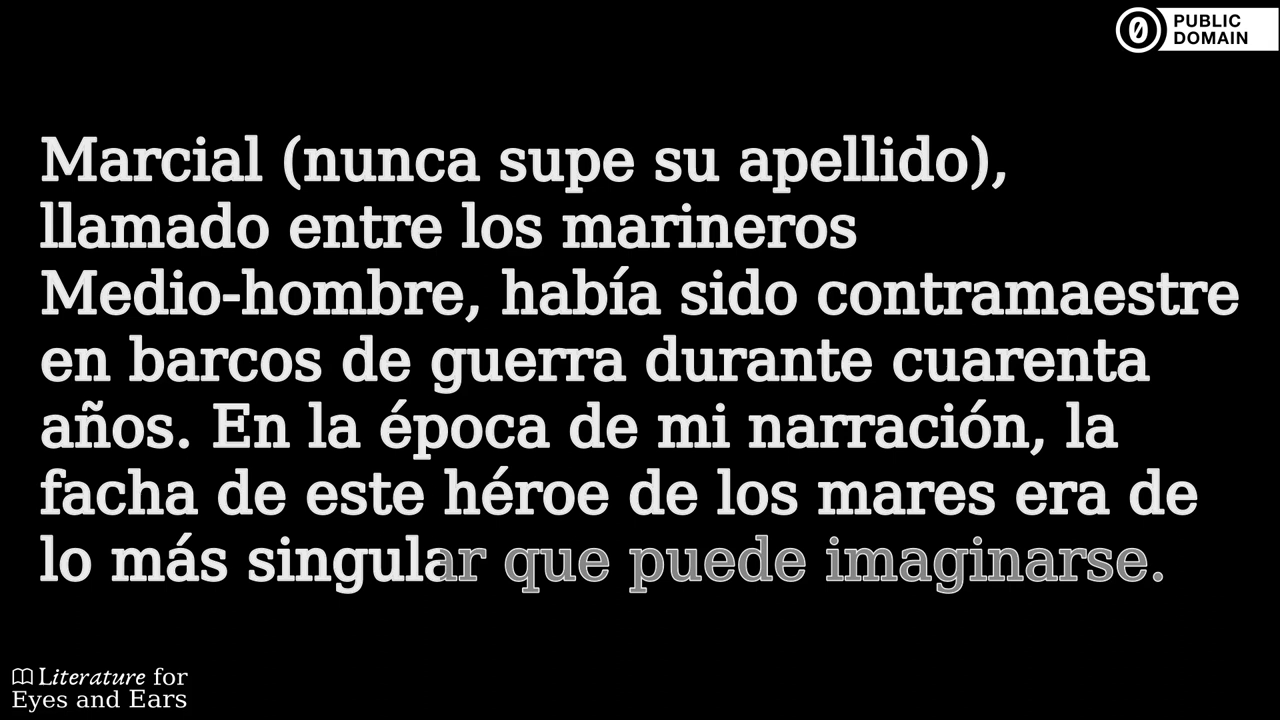 PUBLIC
DOMAIN
Marcial (nunca supe su apellido),
llamado entre los marineros
Medio-hombre, había sido contramaestre
en barcos de guerra durante cuarenta
años. En la época de mi narración, la
facha de este héroe de los mares era de
lo más singular que puede imaginarse.
Literature for
Eyes and Ears